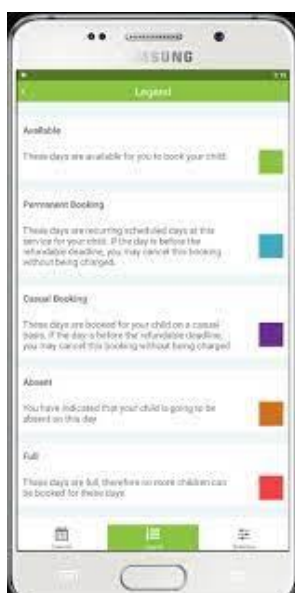 SAMSUNG
Legend
Available
These days are available for you to book your child.
Permanent Booking
These days are recurring scheduled days at this
service for your child. If the day is before the
refundable deadline, you may cancel this booking
without being charged.
Casual Booking
These days are booked for your child on a casual
basis. If the day is before the refundable deadline,
you may cancel this booking without being charged
Absent
You have indicated that your child is going to be
absent on this day
Full
These days are full, therefore no more children can
be booked for these days